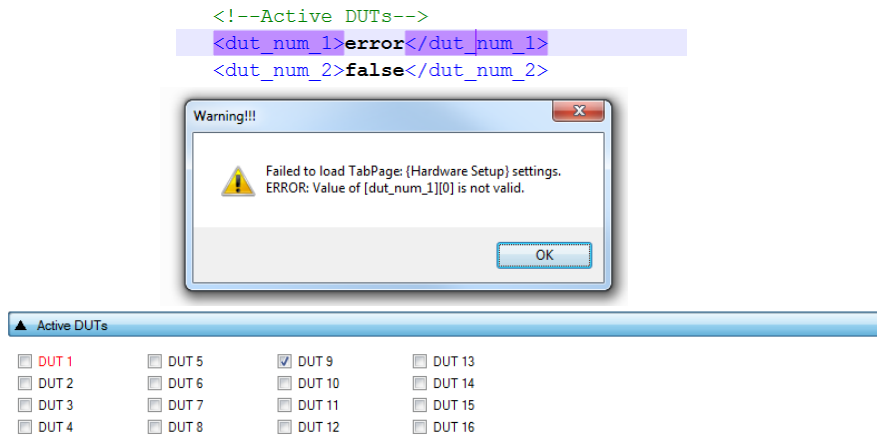 <!--Active DUTs-->
<dut_num_1>error</dut_num_1>
<dut_num_2>false</dut_num_2>
Warning!!!
Failed to load TabPage: {Hardware Setup} settings.
ERROR: Value of [dut_num_1][0] is not valid.
OK
Active DUTs
DUT 1 DUT 5 DUT 9 DUT 13
DUT 2 DUT 6 DUT 10 DUT 14
DUT 3 DUT 7 DUT 11 DUT 15
DUT 4 DUT 8 DUT 12 DUT 16